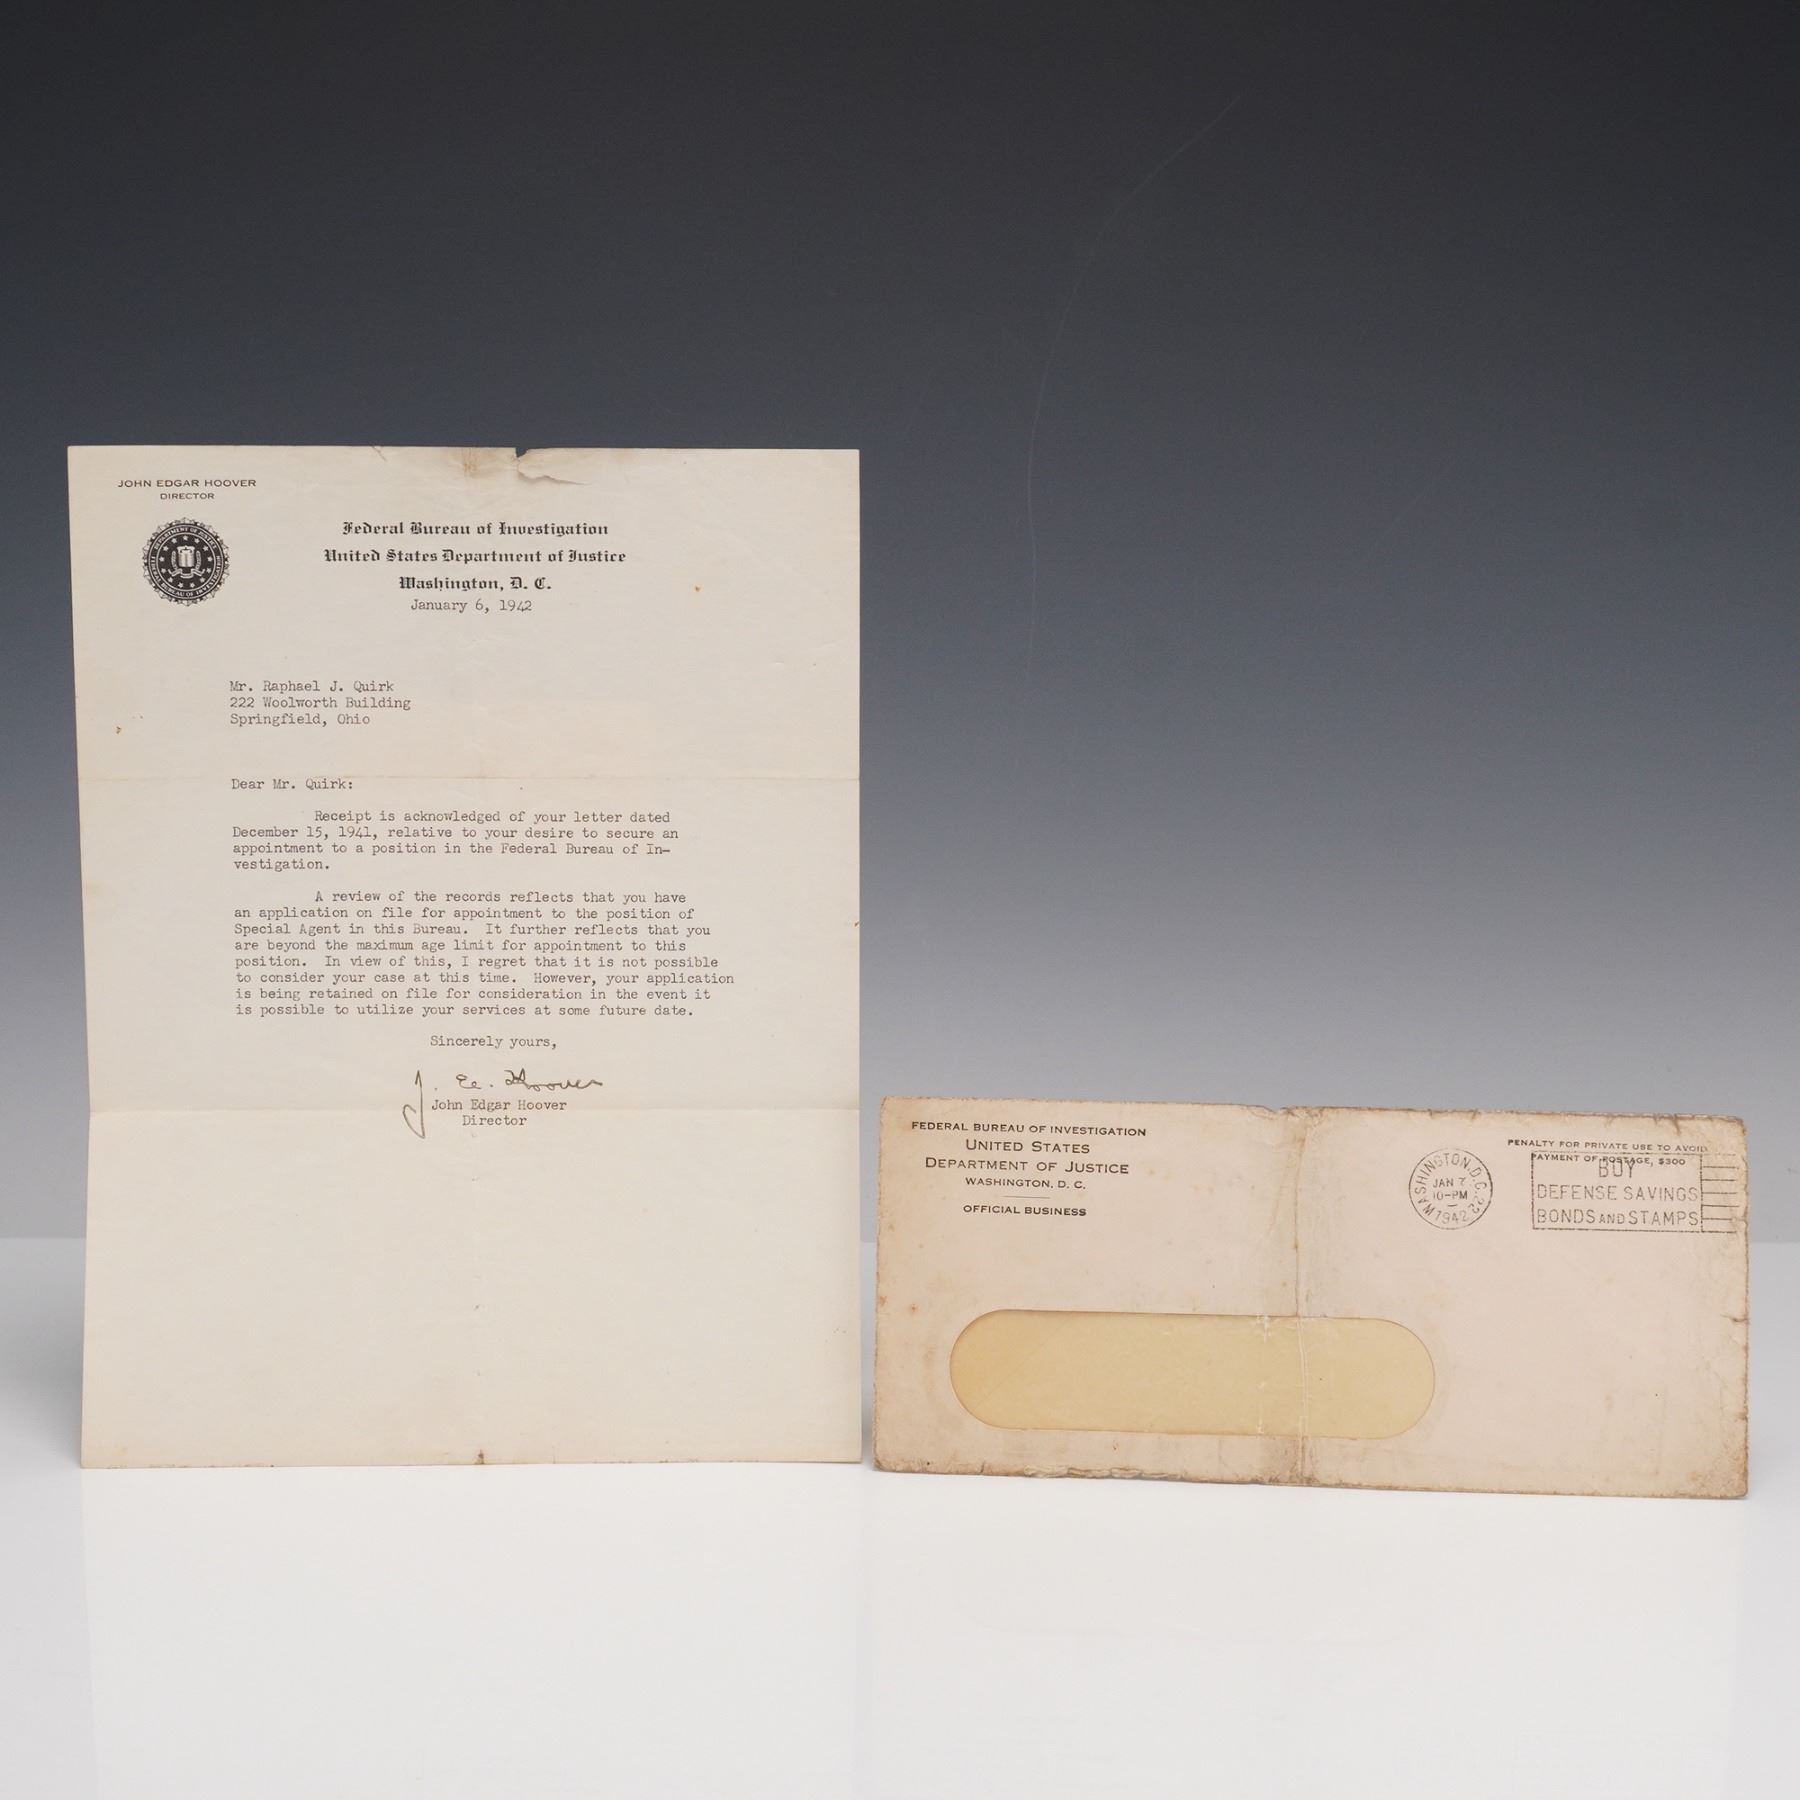 JOHN EDGAR HOOVER
DIRECTOR
Federal Bureau of Investigation
United States Department of Justice
Washington, D. C.
January 6, 1942
Mr. Raphael J. Quirk
222 Woolworth Building
Springfield, Ohio
Dear Mr. Quirk:
Receipt is acknowledged of your letter dated
December 15, 1941, relative to your desire to secure an
appointment to a position in the Federal Bureau of In-
vestigation.
A review of the records reflects that you have
an application on file for appointment to the position of
Special Agent in this Bureau. It further reflects that you
are beyond the maximum age limit for appointment to this
position. In view of this, I regret that it is not possible
to consider your case at this time. However, your application
is being retained on file for consideration in the event it
is possible to utilize your services at some future date.
Sincerely yours,
J. E. Hoover
John Edgar Hoover
Director
FEDERAL BUREAU OF INVESTIGATION
UNITED STATES
DEPARTMENT OF JUSTICE
WASHINGTON, D. C.
OFFICIAL BUSINESS
WASHINGTON, D.C. 22
JAN 7
10-PM
1942
PENALTY FOR PRIVATE USE TO AVOID
PAYMENT OF POSTAGE, $300
BUY
DEFENSE SAVINGS
BONDS AND STAMPS